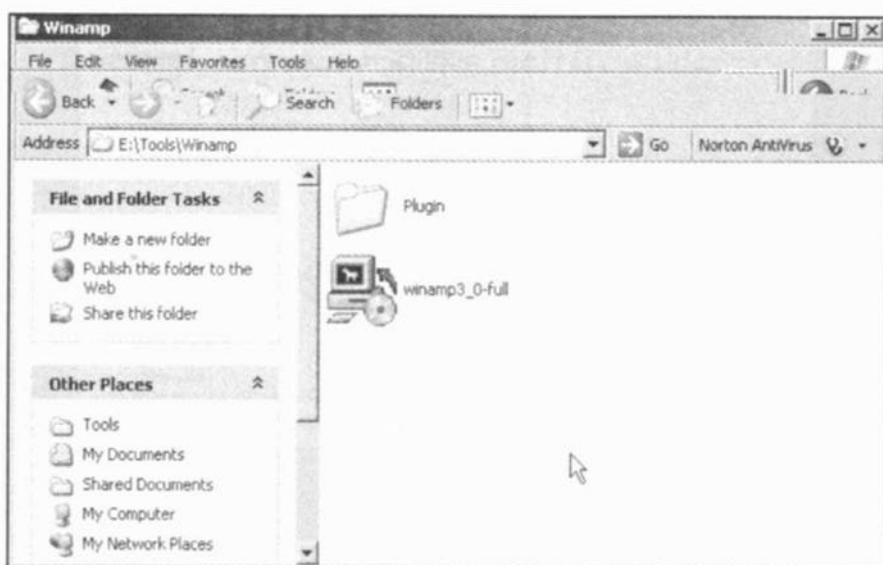 Winamp
File Edit View Favorites Tools Help
Back Search Folders
Address E:\Tools\Winamp Go Norton AntiVirus
File and Folder Tasks
Make a new folder
Publish this folder to the
Web
Share this folder
Other Places
Tools
My Documents
Shared Documents
My Computer
My Network Places
Plugin
winamp3_0-full